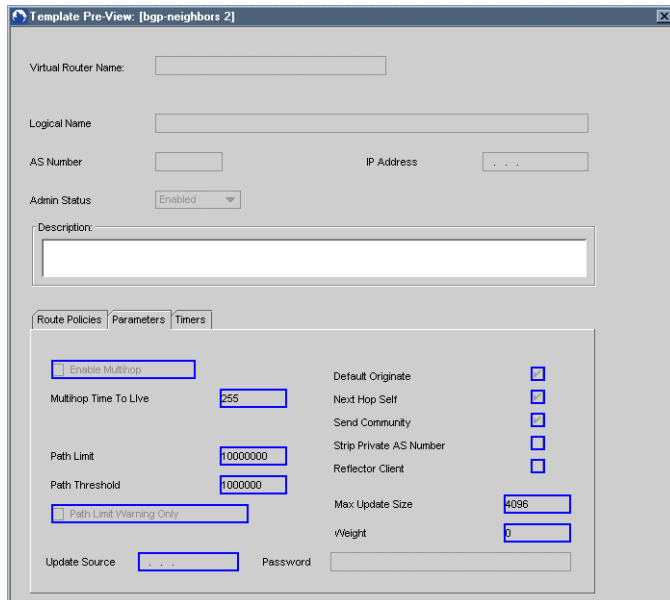 Template Pre-View: [bgp-neighbors 2]
Virtual Router Name:
Logical Name
AS Number
IP Address
. . .
Admin Status
Enabled
Description:
Route Policies
Parameters
Timers
Enable Multihop
Multihop Time To LIve
255
Path Limit
10000000
Path Threshold
1000000
Path Limit Warning Only
Default Originate
Next Hop Self
Send Community
Strip Private AS Number
Reflector Client
Max Update Size
4096
Weight
0
Update Source
. . .
Password